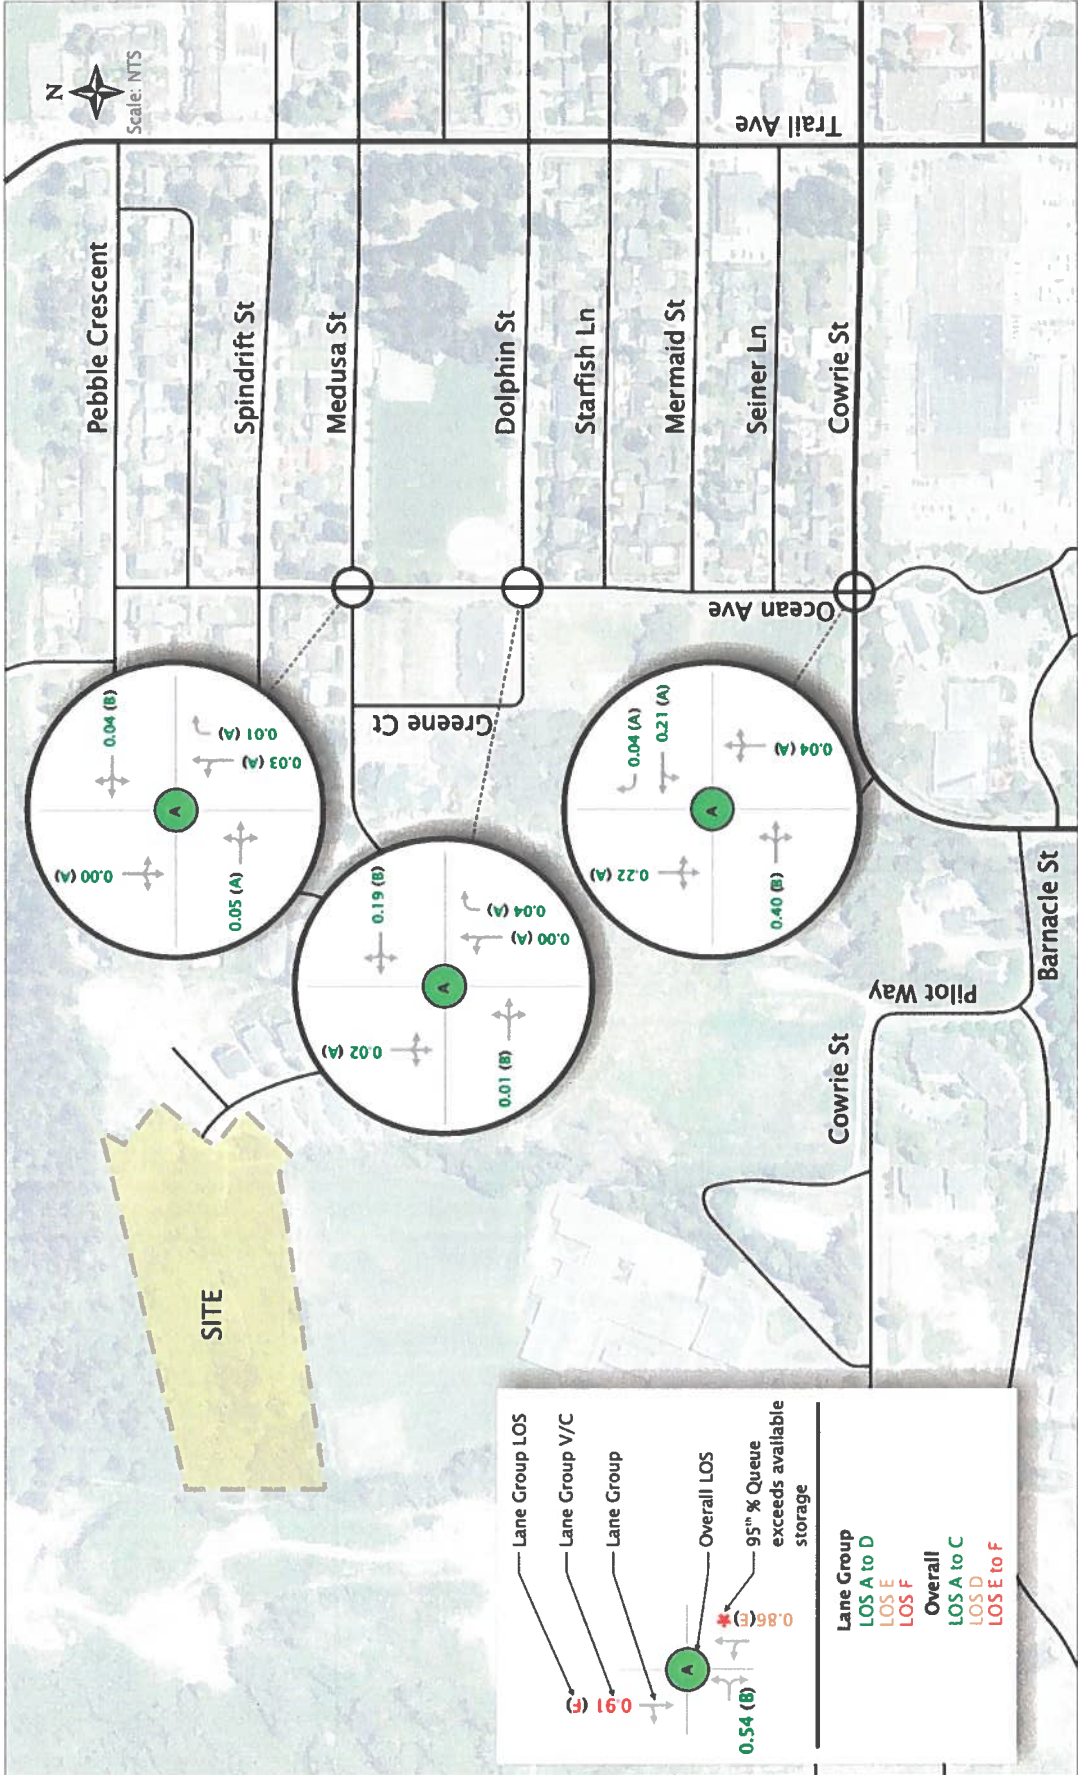 N
Scale: NTS
Pebble Crescent
Spindrift St
Medusa St
Dolphin St
Starfish Ln
Mermaid St
Seiner Ln
Cowrie St
Trail Ave
Ocean Ave
Greene Ct
0.00 (A)
0.04 (B)
A
0.05 (A)
0.03 (A)
0.01 (A)
0.02 (A)
0.19 (B)
A
0.01 (B)
0.00 (A)
0.04 (A)
0.22 (A)
0.04 (A)
0.21 (A)
A
0.40 (B)
0.04 (A)
SITE
Cowrie St
Pilot Way
Barnacle St
Lane Group LOS
Lane Group V/C
Lane Group
Overall LOS
95th % Queue
exceeds available
storage
0.91 (F)
A
0.54 (B)
0.86 (E)
Lane Group
LOS A to D
LOS E
LOS F
Overall
LOS A to C
LOS D
LOS E to F